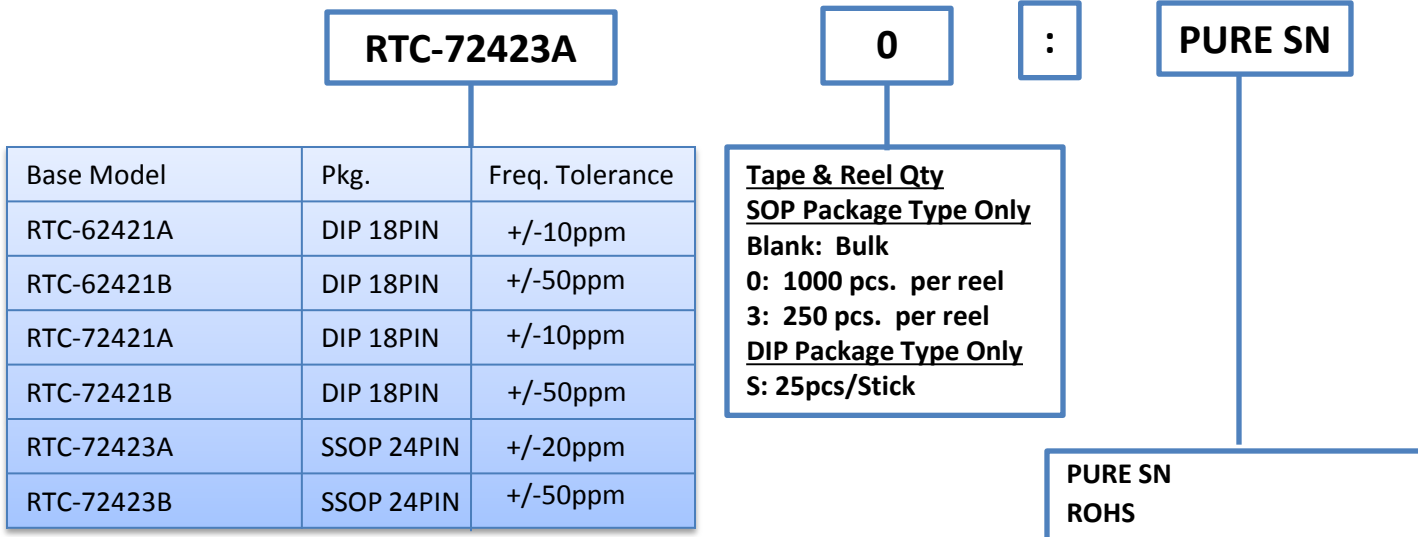 RTC-72423A 0 : PURE SN
Base Model Pkg. Freq. Tolerance
RTC-62421A DIP 18PIN +/-10ppm
RTC-62421B DIP 18PIN +/-50ppm
RTC-72421A DIP 18PIN +/-10ppm
RTC-72421B DIP 18PIN +/-50ppm
RTC-72423A SSOP 24PIN +/-20ppm
RTC-72423B SSOP 24PIN +/-50ppm
Tape & Reel Qty
SOP Package Type Only
Blank: Bulk
0: 1000 pcs. per reel
3: 250 pcs. per reel
DIP Package Type Only
S: 25pcs/Stick
PURE SN
ROHS